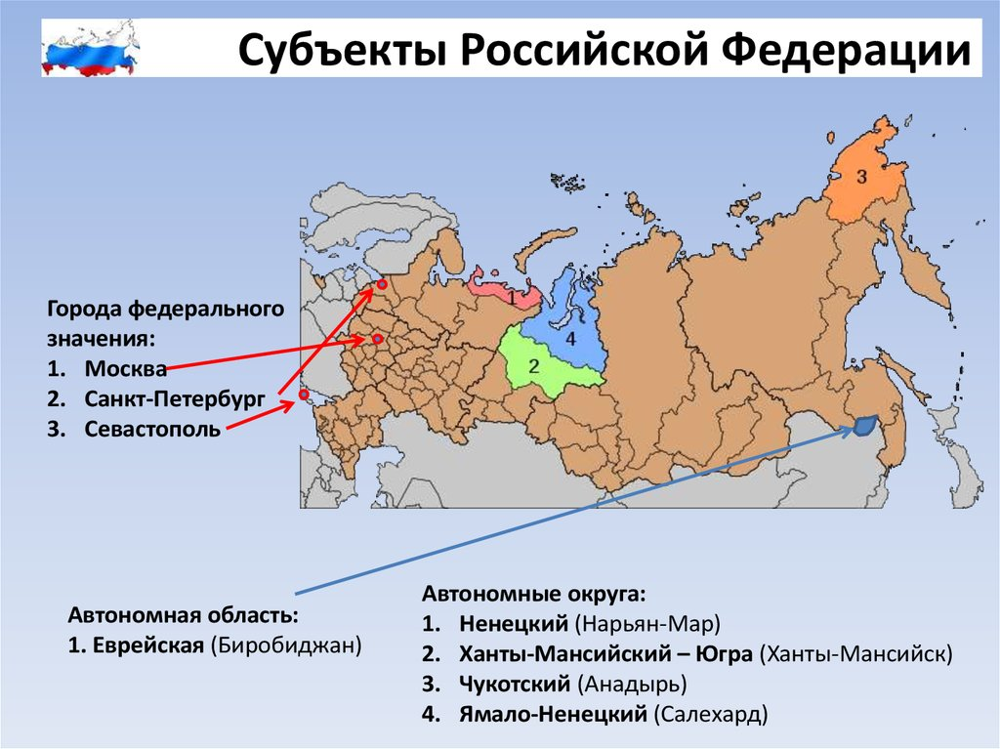 Субъекты Российской Федерации
3
1
4
2
Города федерального
значения:
1. Москва
2. Санкт-Петербург
3. Севастополь
Автономная область:
1. Еврейская (Биробиджан)
Автономные округа:
1. Ненецкий (Нарьян-Мар)
2. Ханты-Мансийский – Югра (Ханты-Мансийск)
3. Чукотский (Анадырь)
4. Ямало-Ненецкий (Салехард)